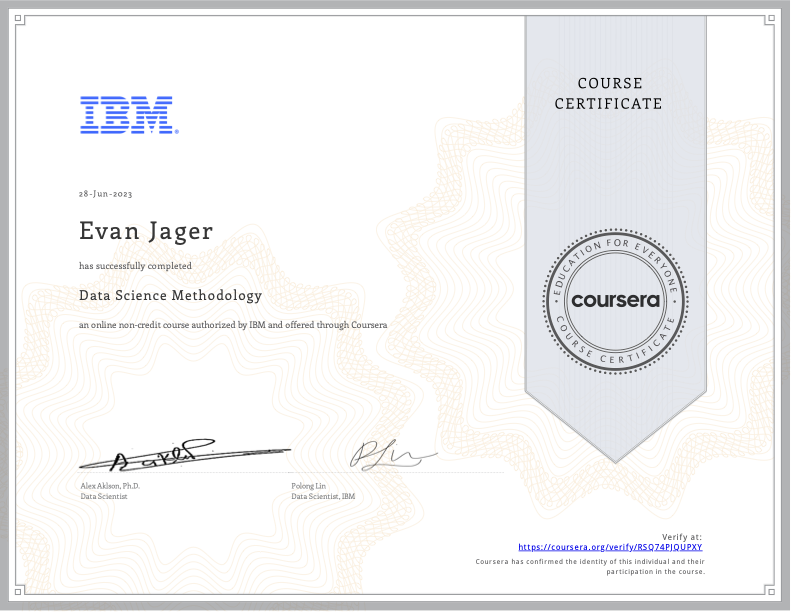 IBM®
28-Jun-2023
Evan Jager
has successfully completed
Data Science Methodology
an online non-credit course authorized by IBM and offered through Coursera
COURSE
CERTIFICATE
EDUCATION FOR EVERYONE
coursera
COURSE CERTIFICATE
Alex Aklson, Ph.D.
Data Scientist
Polong Lin
Data Scientist, IBM
Verify at:
https://coursera.org/verify/RSQ74PJQUPXY
Coursera has confirmed the identity of this individual and their
participation in the course.